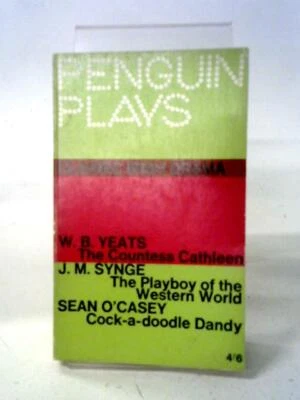 PENGUIN
PLAYS
DRAMA
W. B. YEATS
The Countess Cathleen
J. M. SYNGE
The Playboy of the
Western World
SEAN O'CASEY
Cock-a-doodle Dandy
4/6